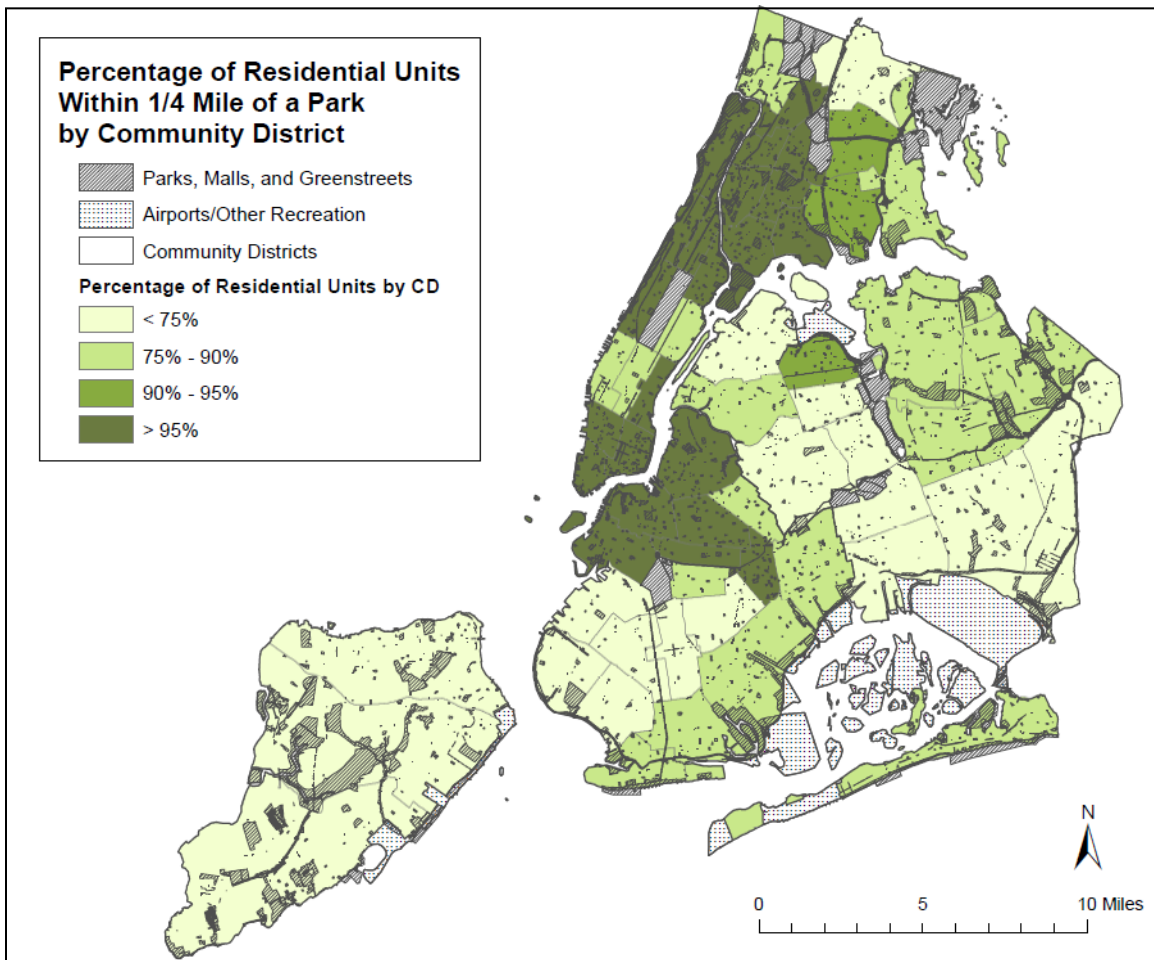 Percentage of Residential Units
Within 1/4 Mile of a Park
by Community District
Parks, Malls, and Greenstreets
Airports/Other Recreation
Community Districts
Percentage of Residential Units by CD
< 75%
75% - 90%
90% - 95%
> 95%
N
0 5 10 Miles